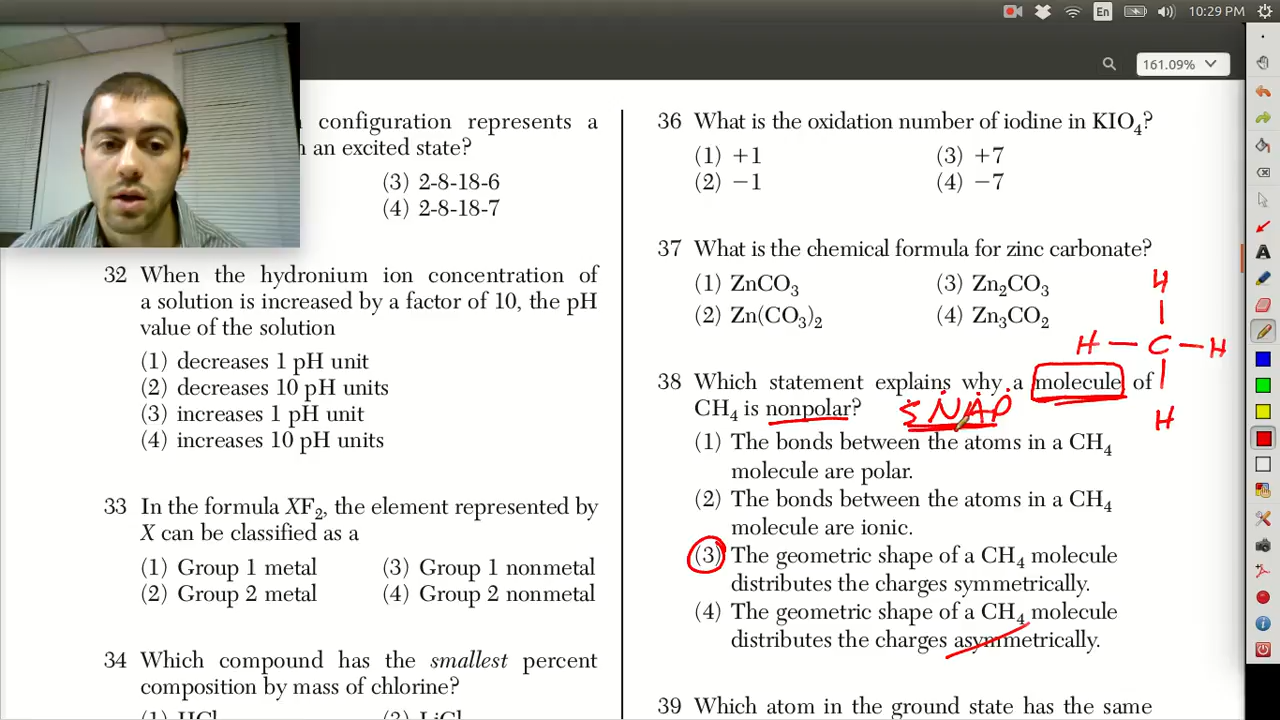 En
10:29 PM
161.09%
configuration represents a
n an excited state?
(3) 2-8-18-6
(4) 2-8-18-7
32 When the hydronium ion concentration of
a solution is increased by a factor of 10, the pH
value of the solution
(1) decreases 1 pH unit
(2) decreases 10 pH units
(3) increases 1 pH unit
(4) increases 10 pH units
33 In the formula XF₂, the element represented by
X can be classified as a
(1) Group 1 metal (3) Group 1 nonmetal
(2) Group 2 metal (4) Group 2 nonmetal
34 Which compound has the smallest percent
composition by mass of chlorine?
(1) HCl (3) LiCl
36 What is the oxidation number of iodine in KIO₄?
(1) +1 (3) +7
(2) −1 (4) −7
37 What is the chemical formula for zinc carbonate?
(1) ZnCO₃ (3) Zn₂CO₃
(2) Zn(CO₃)₂ (4) Zn₃CO₂
H
H — C — H
H
38 Which statement explains why a molecule of
CH₄ is nonpolar? SNAP
(1) The bonds between the atoms in a CH₄
molecule are polar.
(2) The bonds between the atoms in a CH₄
molecule are ionic.
(3) The geometric shape of a CH₄ molecule
distributes the charges symmetrically.
(4) The geometric shape of a CH₄ molecule
distributes the charges asymmetrically.
39 Which atom in the ground state has the same